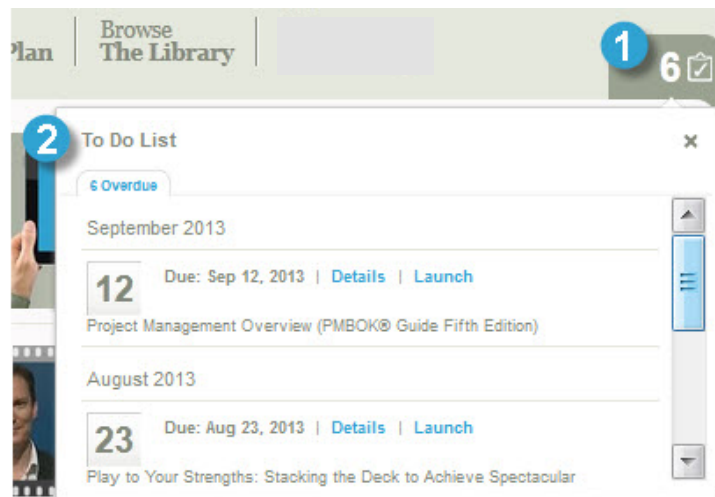 Browse
Plan
The Library
1
6
2
To Do List
6 Overdue
September 2013
12
Due: Sep 12, 2013 | Details | Launch
Project Management Overview (PMBOK® Guide Fifth Edition)
August 2013
23
Due: Aug 23, 2013 | Details | Launch
Play to Your Strengths: Stacking the Deck to Achieve Spectacular